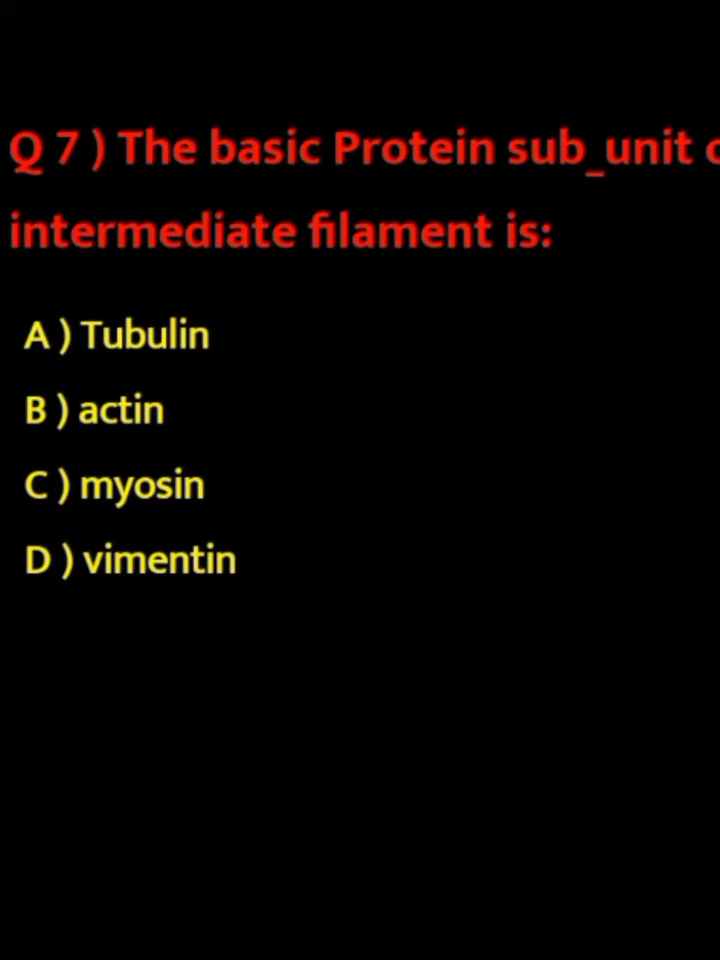 Q 7 ) The basic Protein sub_unit
intermediate filament is:
A ) Tubulin
B ) actin
C ) myosin
D ) vimentin